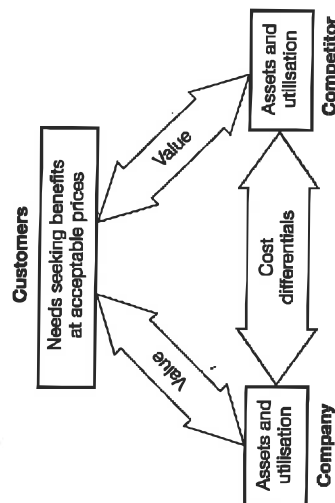 Customers
Needs seeking benefits
at acceptable prices
Value
Value
Assets and
utilisation
Company
Cost
differentials
Assets and
utilisation
Competitor